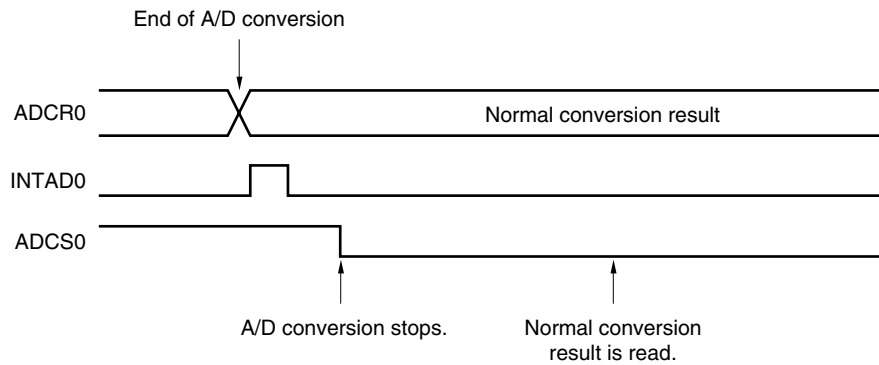 End of A/D conversion
ADCR0
Normal conversion result
INTAD0
ADCS0
A/D conversion stops.
Normal conversion
result is read.